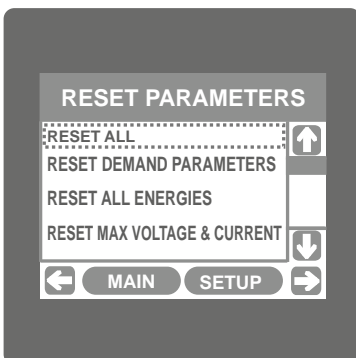 RESET PARAMETERS
RESET ALL
RESET DEMAND PARAMETERS
RESET ALL ENERGIES
RESET MAX VOLTAGE & CURRENT
MAIN SETUP